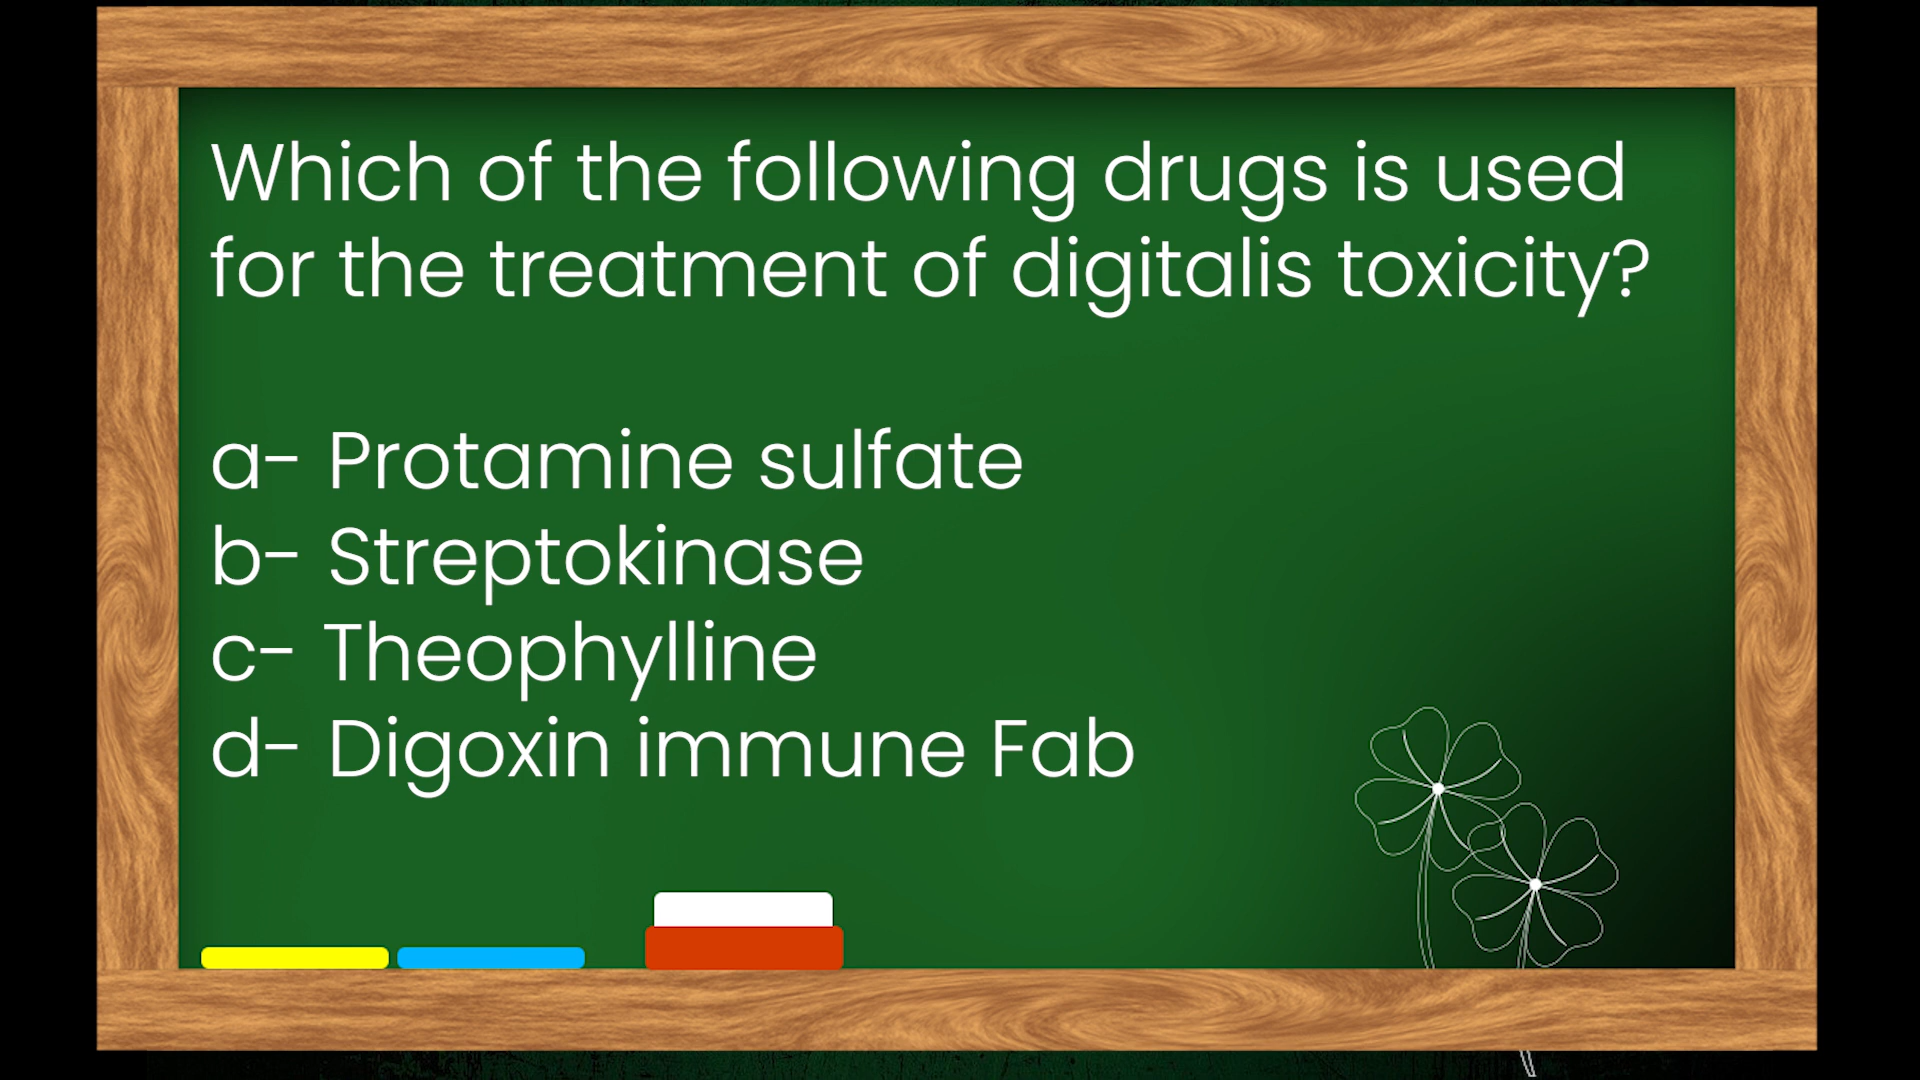 Which of the following drugs is used
for the treatment of digitalis toxicity?
a- Protamine sulfate
b- Streptokinase
c- Theophylline
d- Digoxin immune Fab